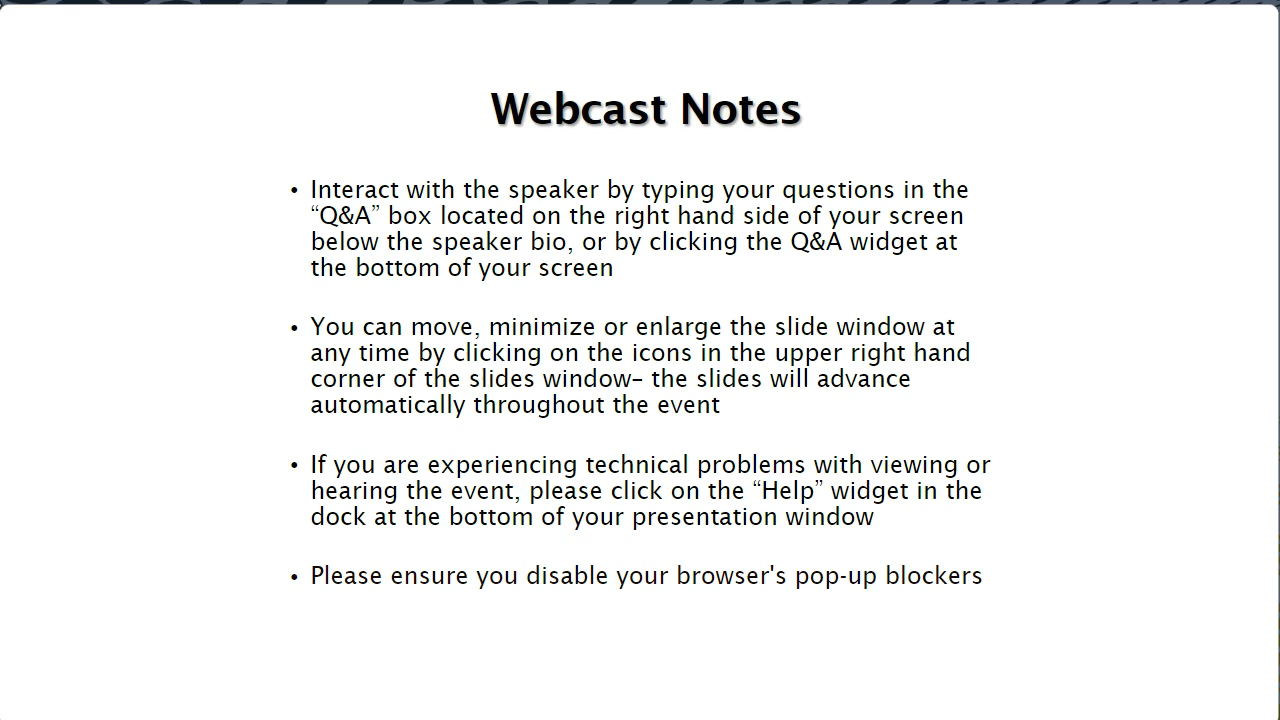 Webcast Notes
• Interact with the speaker by typing your questions in the
“Q&A” box located on the right hand side of your screen
below the speaker bio, or by clicking the Q&A widget at
the bottom of your screen
• You can move, minimize or enlarge the slide window at
any time by clicking on the icons in the upper right hand
corner of the slides window– the slides will advance
automatically throughout the event
• If you are experiencing technical problems with viewing or
hearing the event, please click on the “Help” widget in the
dock at the bottom of your presentation window
• Please ensure you disable your browser's pop-up blockers